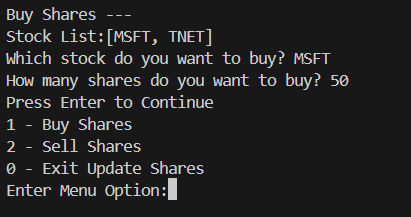 Buy Shares ---
Stock List:[MSFT, TNET]
Which stock do you want to buy? MSFT
How many shares do you want to buy? 50
Press Enter to Continue
1 - Buy Shares
2 - Sell Shares
0 - Exit Update Shares
Enter Menu Option: